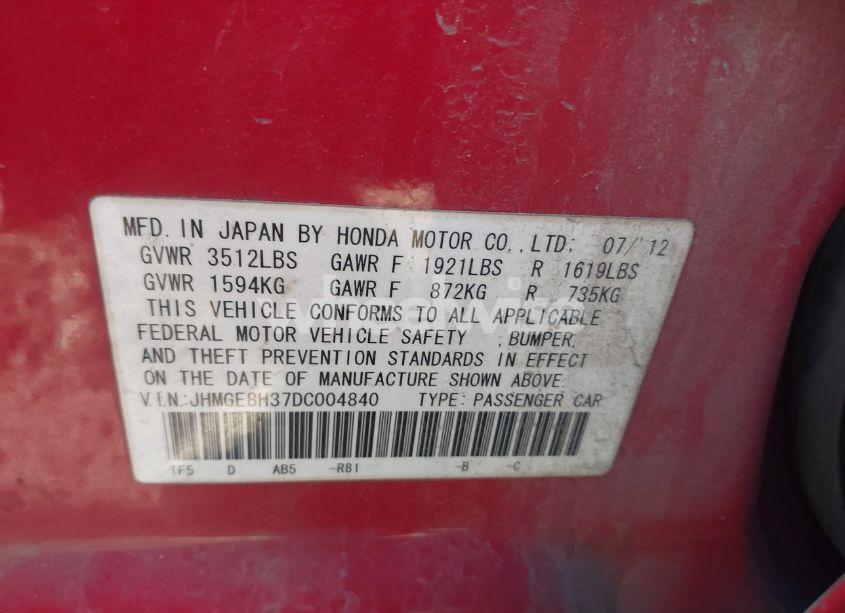 MFD. IN JAPAN BY HONDA MOTOR CO., LTD: 07/'12
GVWR 3512LBS GAWR F 1921LBS R 1619LBS
GVWR 1594KG GAWR F 872KG R 735KG
THIS VEHICLE CONFORMS TO ALL APPLICABLE
FEDERAL MOTOR VEHICLE SAFETY , BUMPER,
AND THEFT PREVENTION STANDARDS IN EFFECT
ON THE DATE OF MANUFACTURE SHOWN ABOVE.
V.I.N.:JHMGE8H37DC004840 TYPE: PASSENGER CAR
TF5 D AB5 -R81 -B -C